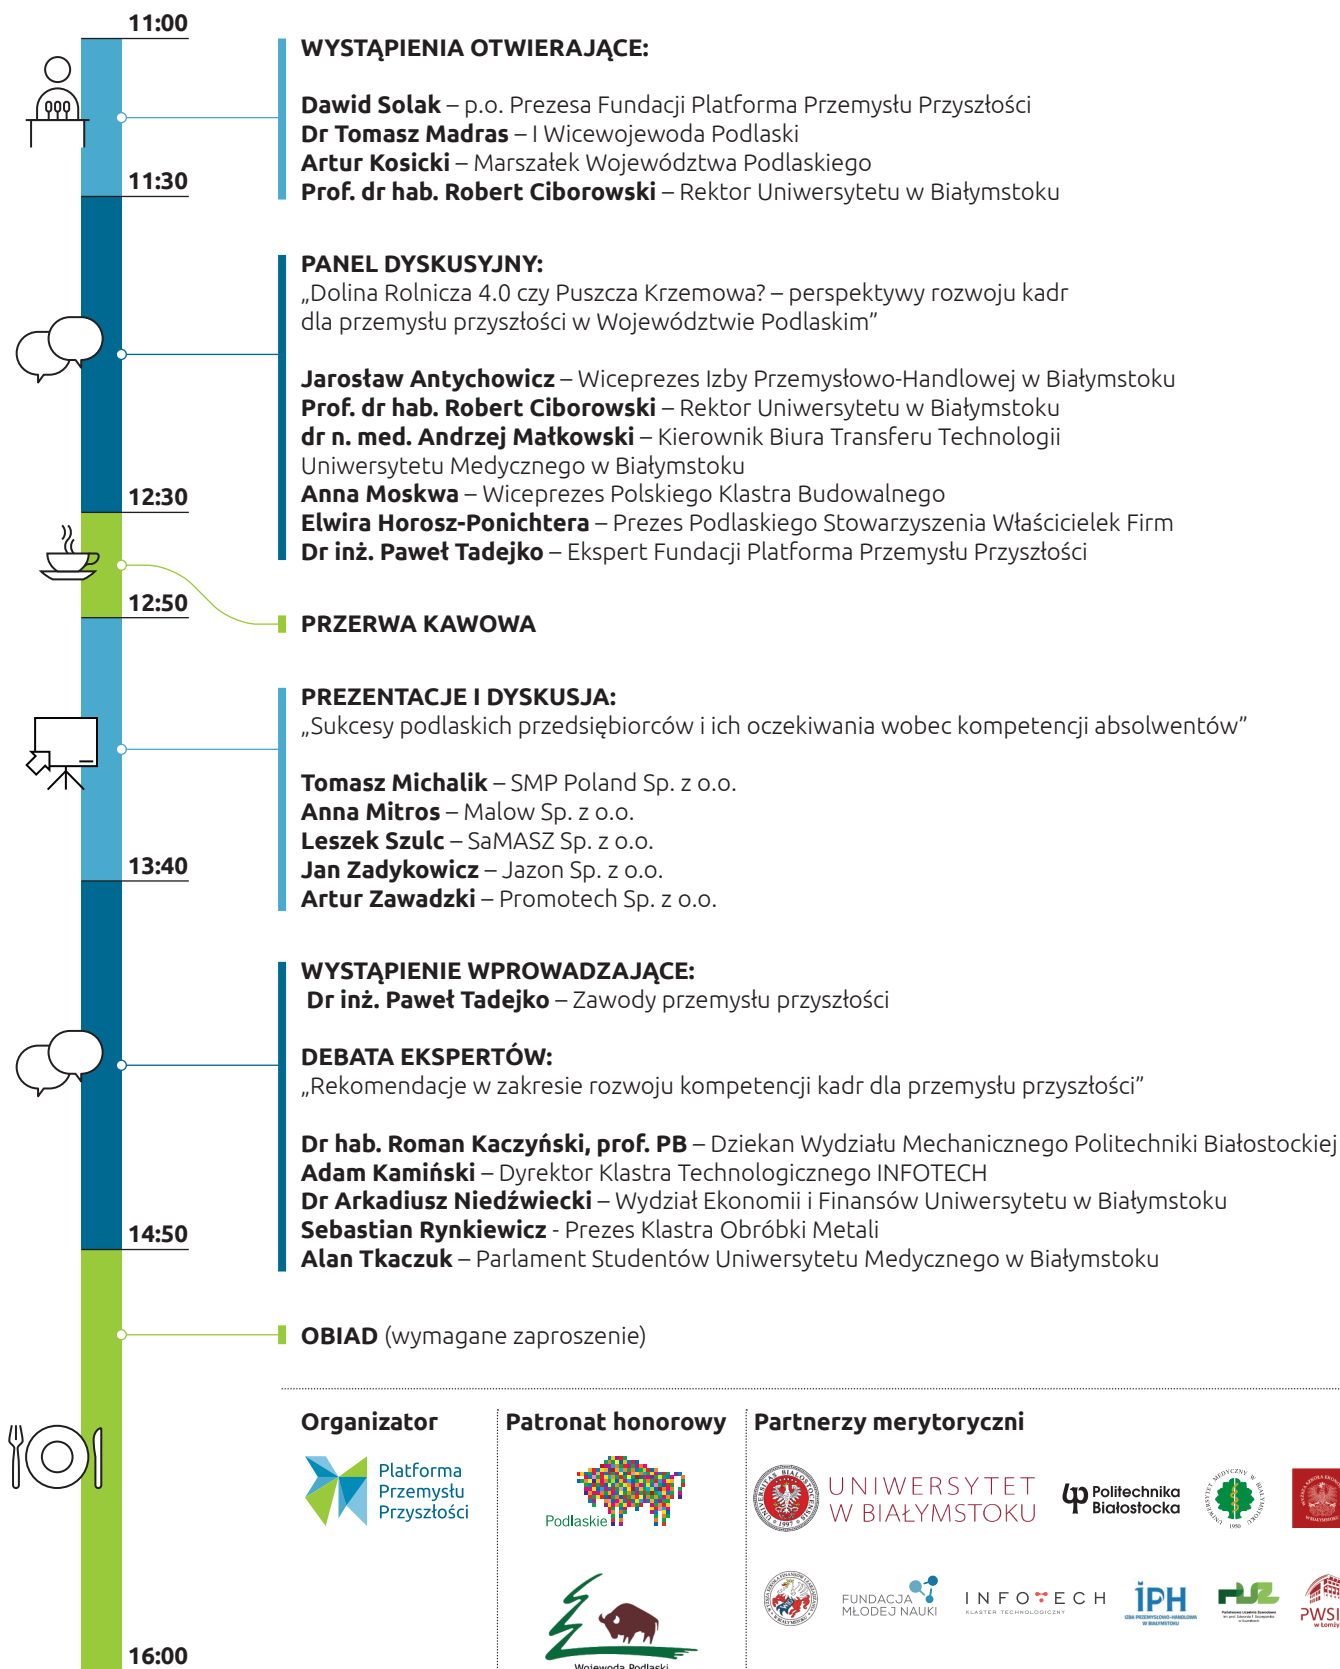 11:00
WYSTĄPIENIA OTWIERAJĄCE:
Dawid Solak – p.o. Prezesa Fundacji Platforma Przemysłu Przyszłości
Dr Tomasz Madras – I Wicewojewoda Podlaski
Artur Kosicki – Marszałek Województwa Podlaskiego
11:30
Prof. dr hab. Robert Ciborowski – Rektor Uniwersytetu w Białymstoku
PANEL DYSKUSYJNY:
„Dolina Rolnicza 4.0 czy Puszcza Krzemowa? – perspektywy rozwoju kadr
dla przemysłu przyszłości w Województwie Podlaskim”
Jarosław Antychowicz – Wiceprezes Izby Przemysłowo-Handlowej w Białymstoku
Prof. dr hab. Robert Ciborowski – Rektor Uniwersytetu w Białymstoku
dr n. med. Andrzej Małkowski – Kierownik Biura Transferu Technologii
Uniwersytetu Medycznego w Białymstoku
12:30
Anna Moskwa – Wiceprezes Polskiego Klastra Budowalnego
Elwira Horosz-Ponichtera – Prezes Podlaskiego Stowarzyszenia Właścicielek Firm
Dr inż. Paweł Tadejko – Ekspert Fundacji Platforma Przemysłu Przyszłości
12:50
PRZERWA KAWOWA
PREZENTACJE I DYSKUSJA:
„Sukcesy podlaskich przedsiębiorców i ich oczekiwania wobec kompetencji absolwentów”
Tomasz Michalik – SMP Poland Sp. z o.o.
Anna Mitros – Malow Sp. z o.o.
Leszek Szulc – SaMASZ Sp. z o.o.
13:40
Jan Zadykowicz – Jazon Sp. z o.o.
Artur Zawadzki – Promotech Sp. z o.o.
WYSTĄPIENIE WPROWADZAJĄCE:
Dr inż. Paweł Tadejko – Zawody przemysłu przyszłości
DEBATA EKSPERTÓW:
„Rekomendacje w zakresie rozwoju kompetencji kadr dla przemysłu przyszłości”
Dr hab. Roman Kaczyński, prof. PB – Dziekan Wydziału Mechanicznego Politechniki Białostockiej
Adam Kamiński – Dyrektor Klastra Technologicznego INFOTECH
Dr Arkadiusz Niedźwiecki – Wydział Ekonomii i Finansów Uniwersytetu w Białymstoku
14:50
Sebastian Rynkiewicz - Prezes Klastra Obróbki Metali
Alan Tkaczuk – Parlament Studentów Uniwersytetu Medycznego w Białymstoku
OBIAD (wymagane zaproszenie)
Organizator
Platforma
Przemysłu
Przyszłości
Patronat honorowy
Podlaskie
Wojewoda Podlaski
Partnerzy merytoryczni
UNIWERSYTET
W BIAŁYMSTOKU
Politechnika
Białostocka
1950
FUNDACJA
MŁODEJ NAUKI
INFOTECH
KLASTER TECHNOLOGICZNY
IPH
IZBA PRZEMYSŁOWO-HANDLOWA
W BIAŁYMSTOKU
PUZ
PWSI
w Łomży
16:00